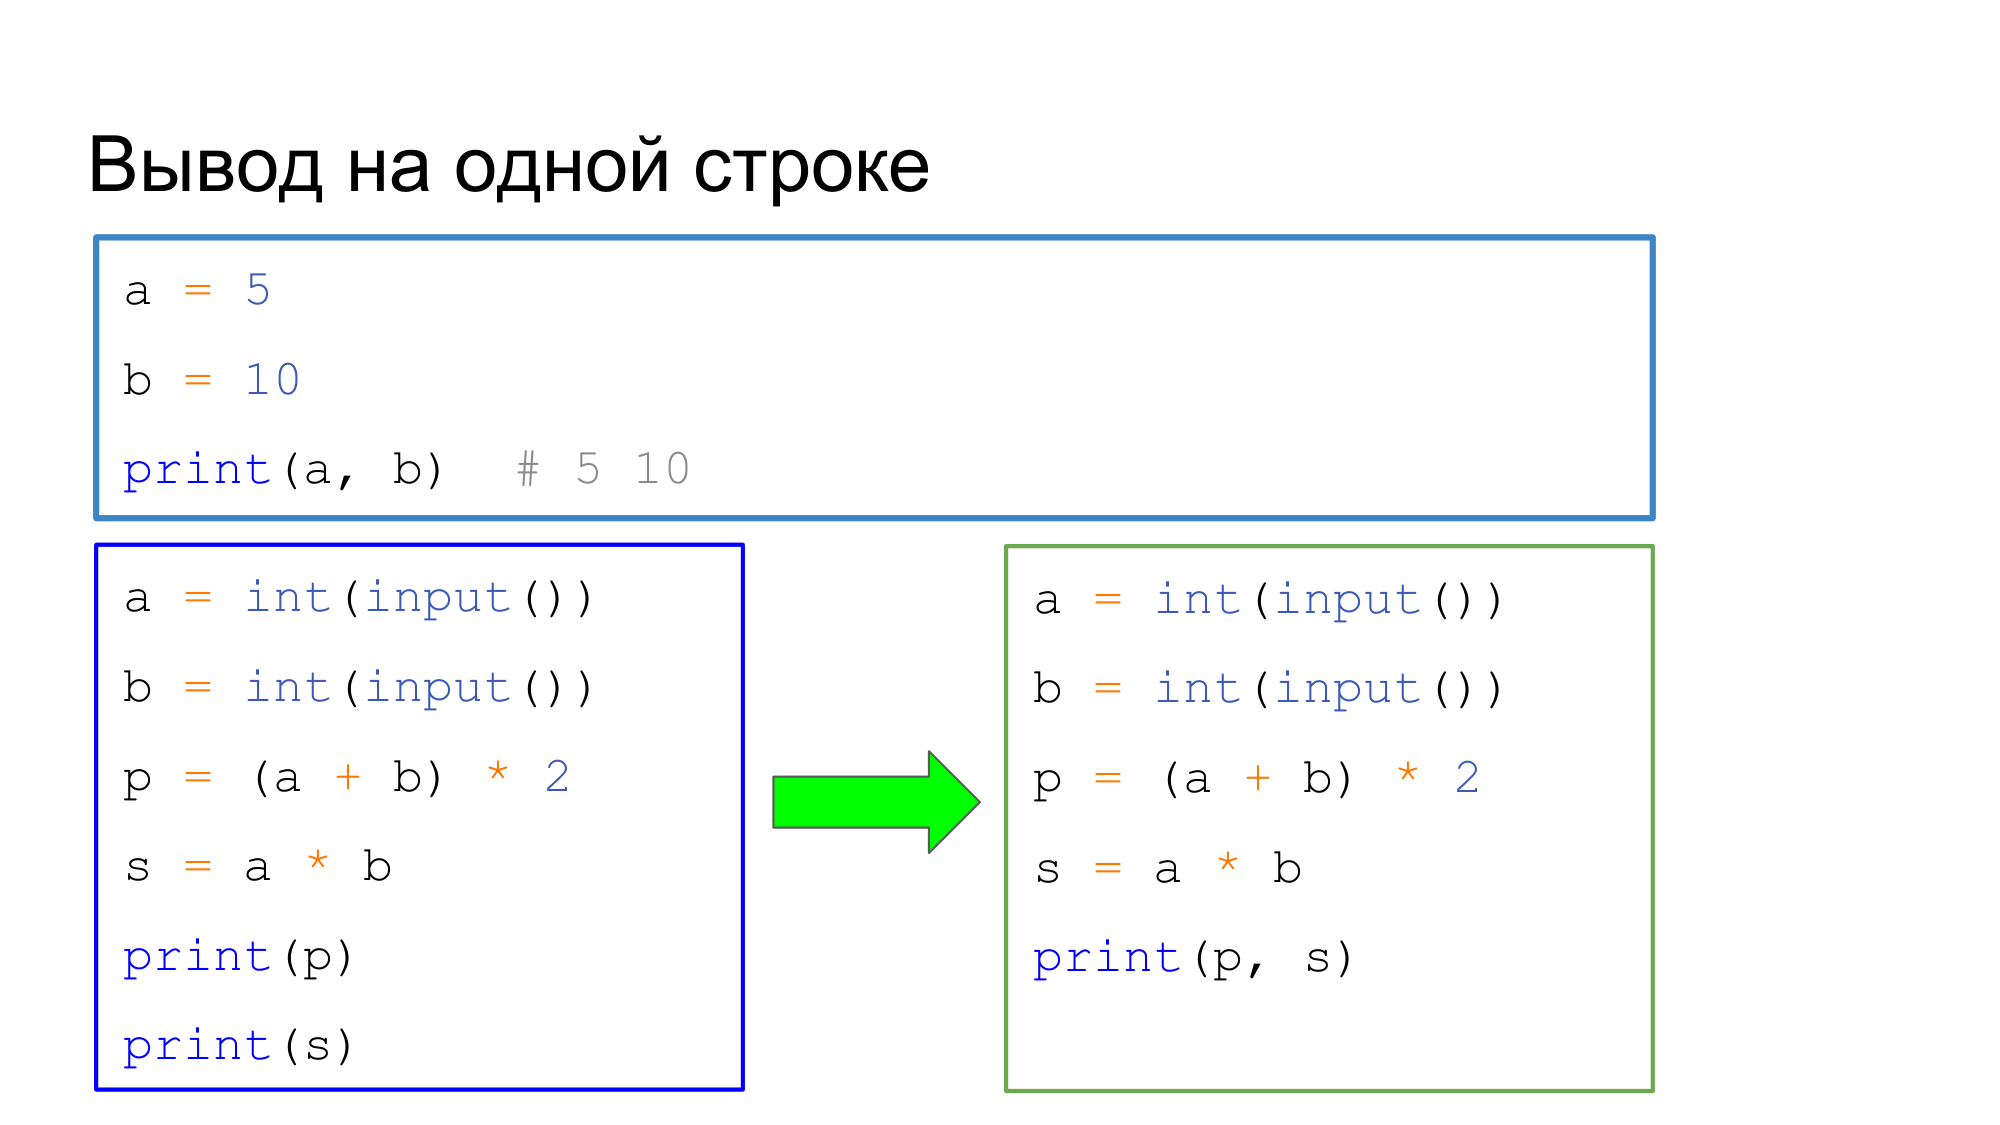 Вывод на одной строке
a = 5
b = 10
print(a, b)  # 5 10
a = int(input())
b = int(input())
p = (a + b) * 2
s = a * b
print(p)
print(s)
a = int(input())
b = int(input())
p = (a + b) * 2
s = a * b
print(p, s)